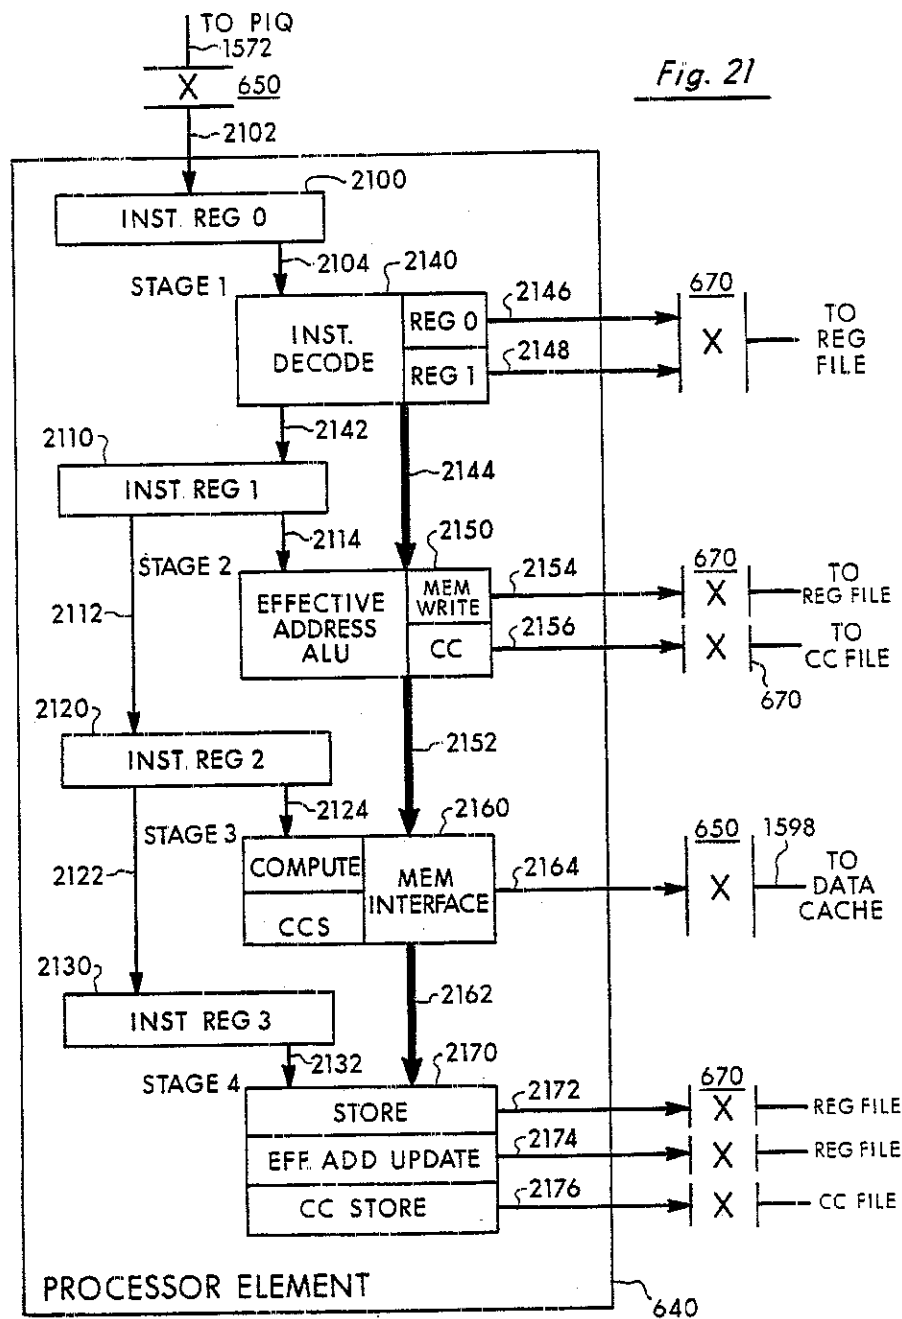 TO PIQ
1572
Fig. 21
X 650
2102
2100
INST. REG 0
2104
STAGE 1
2140
INST. DECODE
REG 0
REG 1
2146
2148
670
X
TO
REG
FILE
2142
2144
2110
INST. REG 1
2114
STAGE 2
2112
2150
EFFECTIVE
ADDRESS
ALU
MEM
WRITE
CC
2154
2156
670
X
TO
REG FILE
X
TO
CC FILE
670
2120
INST. REG 2
2152
2124
STAGE 3
2122
2160
COMPUTE
CCS
MEM
INTERFACE
2164
650
X
1598
TO
DATA
CACHE
2130
INST REG 3
2162
2132
STAGE 4
2170
STORE
2172
670
X
REG FILE
EFF. ADD UPDATE
2174
X
REG FILE
CC STORE
2176
X
CC FILE
PROCESSOR ELEMENT
640